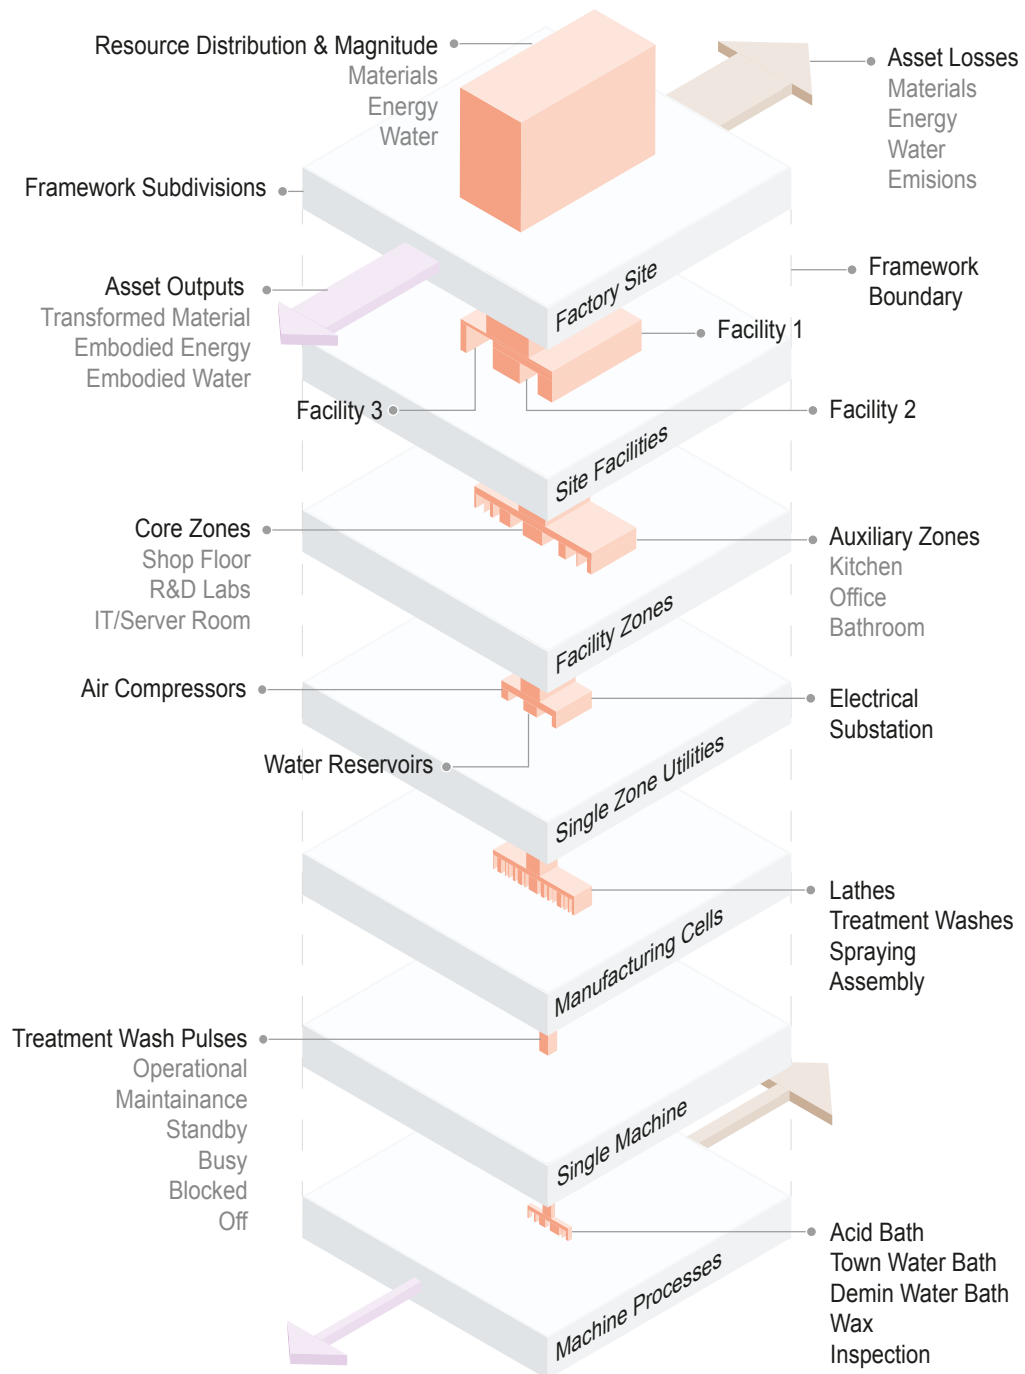 Resource Distribution & Magnitude
Materials
Energy
Water
Asset Losses
Materials
Energy
Water
Emisions
Framework Subdivisions
Factory Site
Framework
Boundary
Asset Outputs
Transformed Material
Embodied Energy
Embodied Water
Facility 1
Facility 3
Facility 2
Site Facilities
Core Zones
Shop Floor
R&D Labs
IT/Server Room
Auxiliary Zones
Kitchen
Office
Bathroom
Facility Zones
Air Compressors
Electrical
Substation
Water Reservoirs
Single Zone Utilities
Lathes
Treatment Washes
Spraying
Assembly
Manufacturing Cells
Treatment Wash Pulses
Operational
Maintainance
Standby
Busy
Blocked
Off
Single Machine
Acid Bath
Town Water Bath
Demin Water Bath
Wax
Inspection
Machine Processes